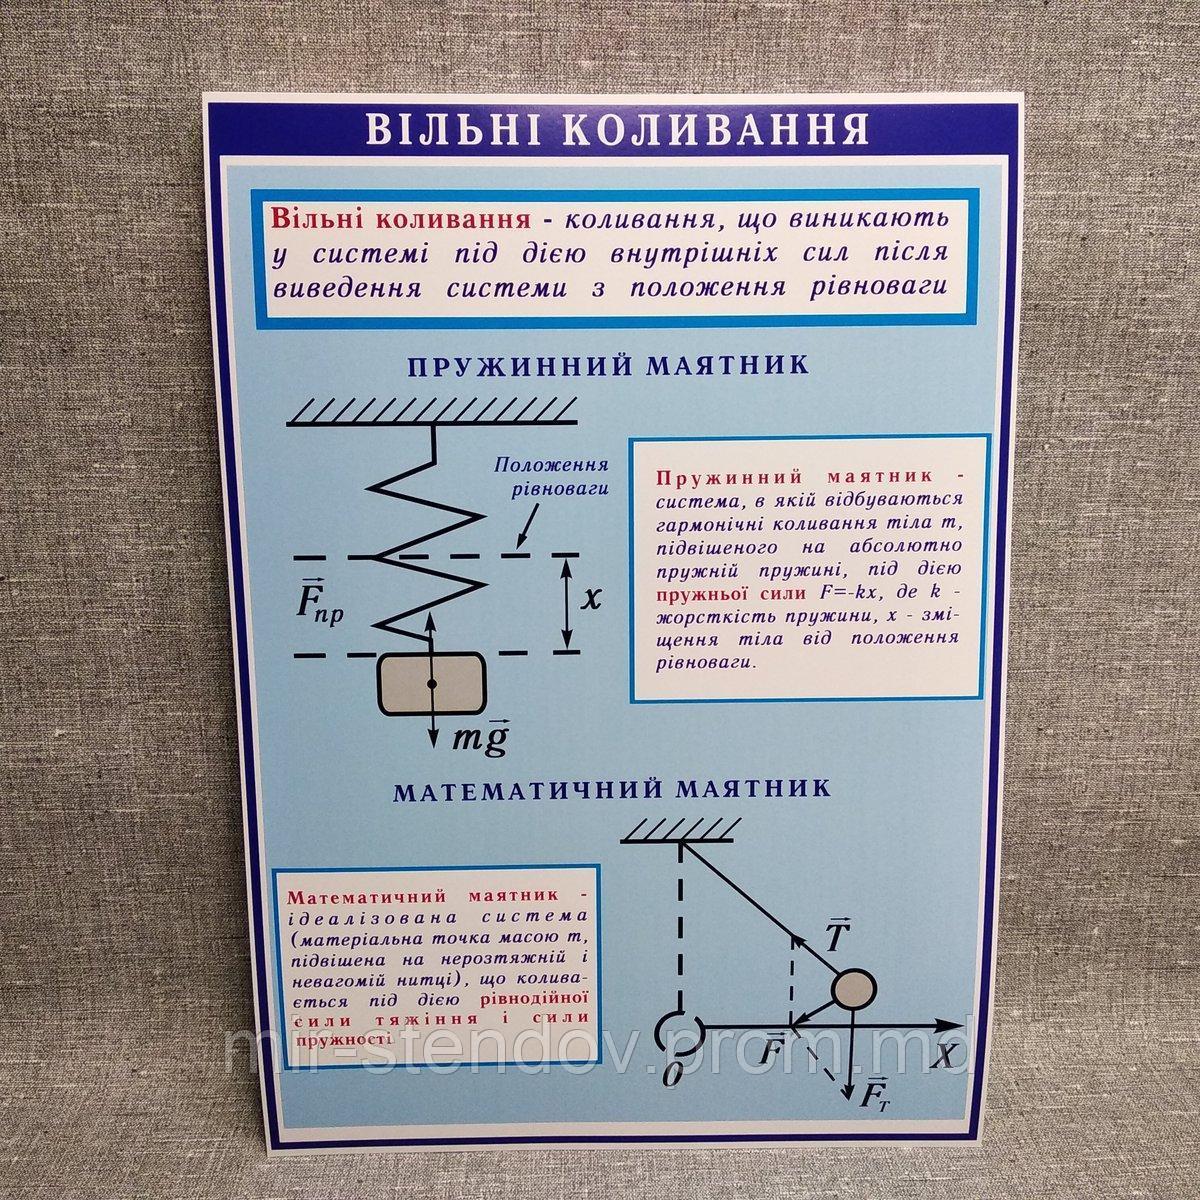 ВІЛЬНІ КОЛИВАННЯ
Вільні коливання - коливання, що виникають
у системі під дією внутрішніх сил після
виведення системи з положення рівноваги
ПРУЖИННИЙ МАЯТНИК
Положення
рівноваги
Fпр
x
mg
Пружинний маятник -
система, в якій відбуваються
гармонічні коливання тіла m,
підвішеного на абсолютно
пружній пружині, під дією
пружньої сили F=-kx, де k -
жорсткість пружини, x - змі-
щення тіла від положення
рівноваги.
МАТЕМАТИЧНИЙ МАЯТНИК
Математичний маятник -
ідеалізована система
(матеріальна точка масою m,
підвішена на нерозтяжній і
невагомій нитці), що колива-
ється під дією рівнодійної
сили тяжіння і сили
пружності
T
F
0
X
Fт
mir-stendov.prom.md